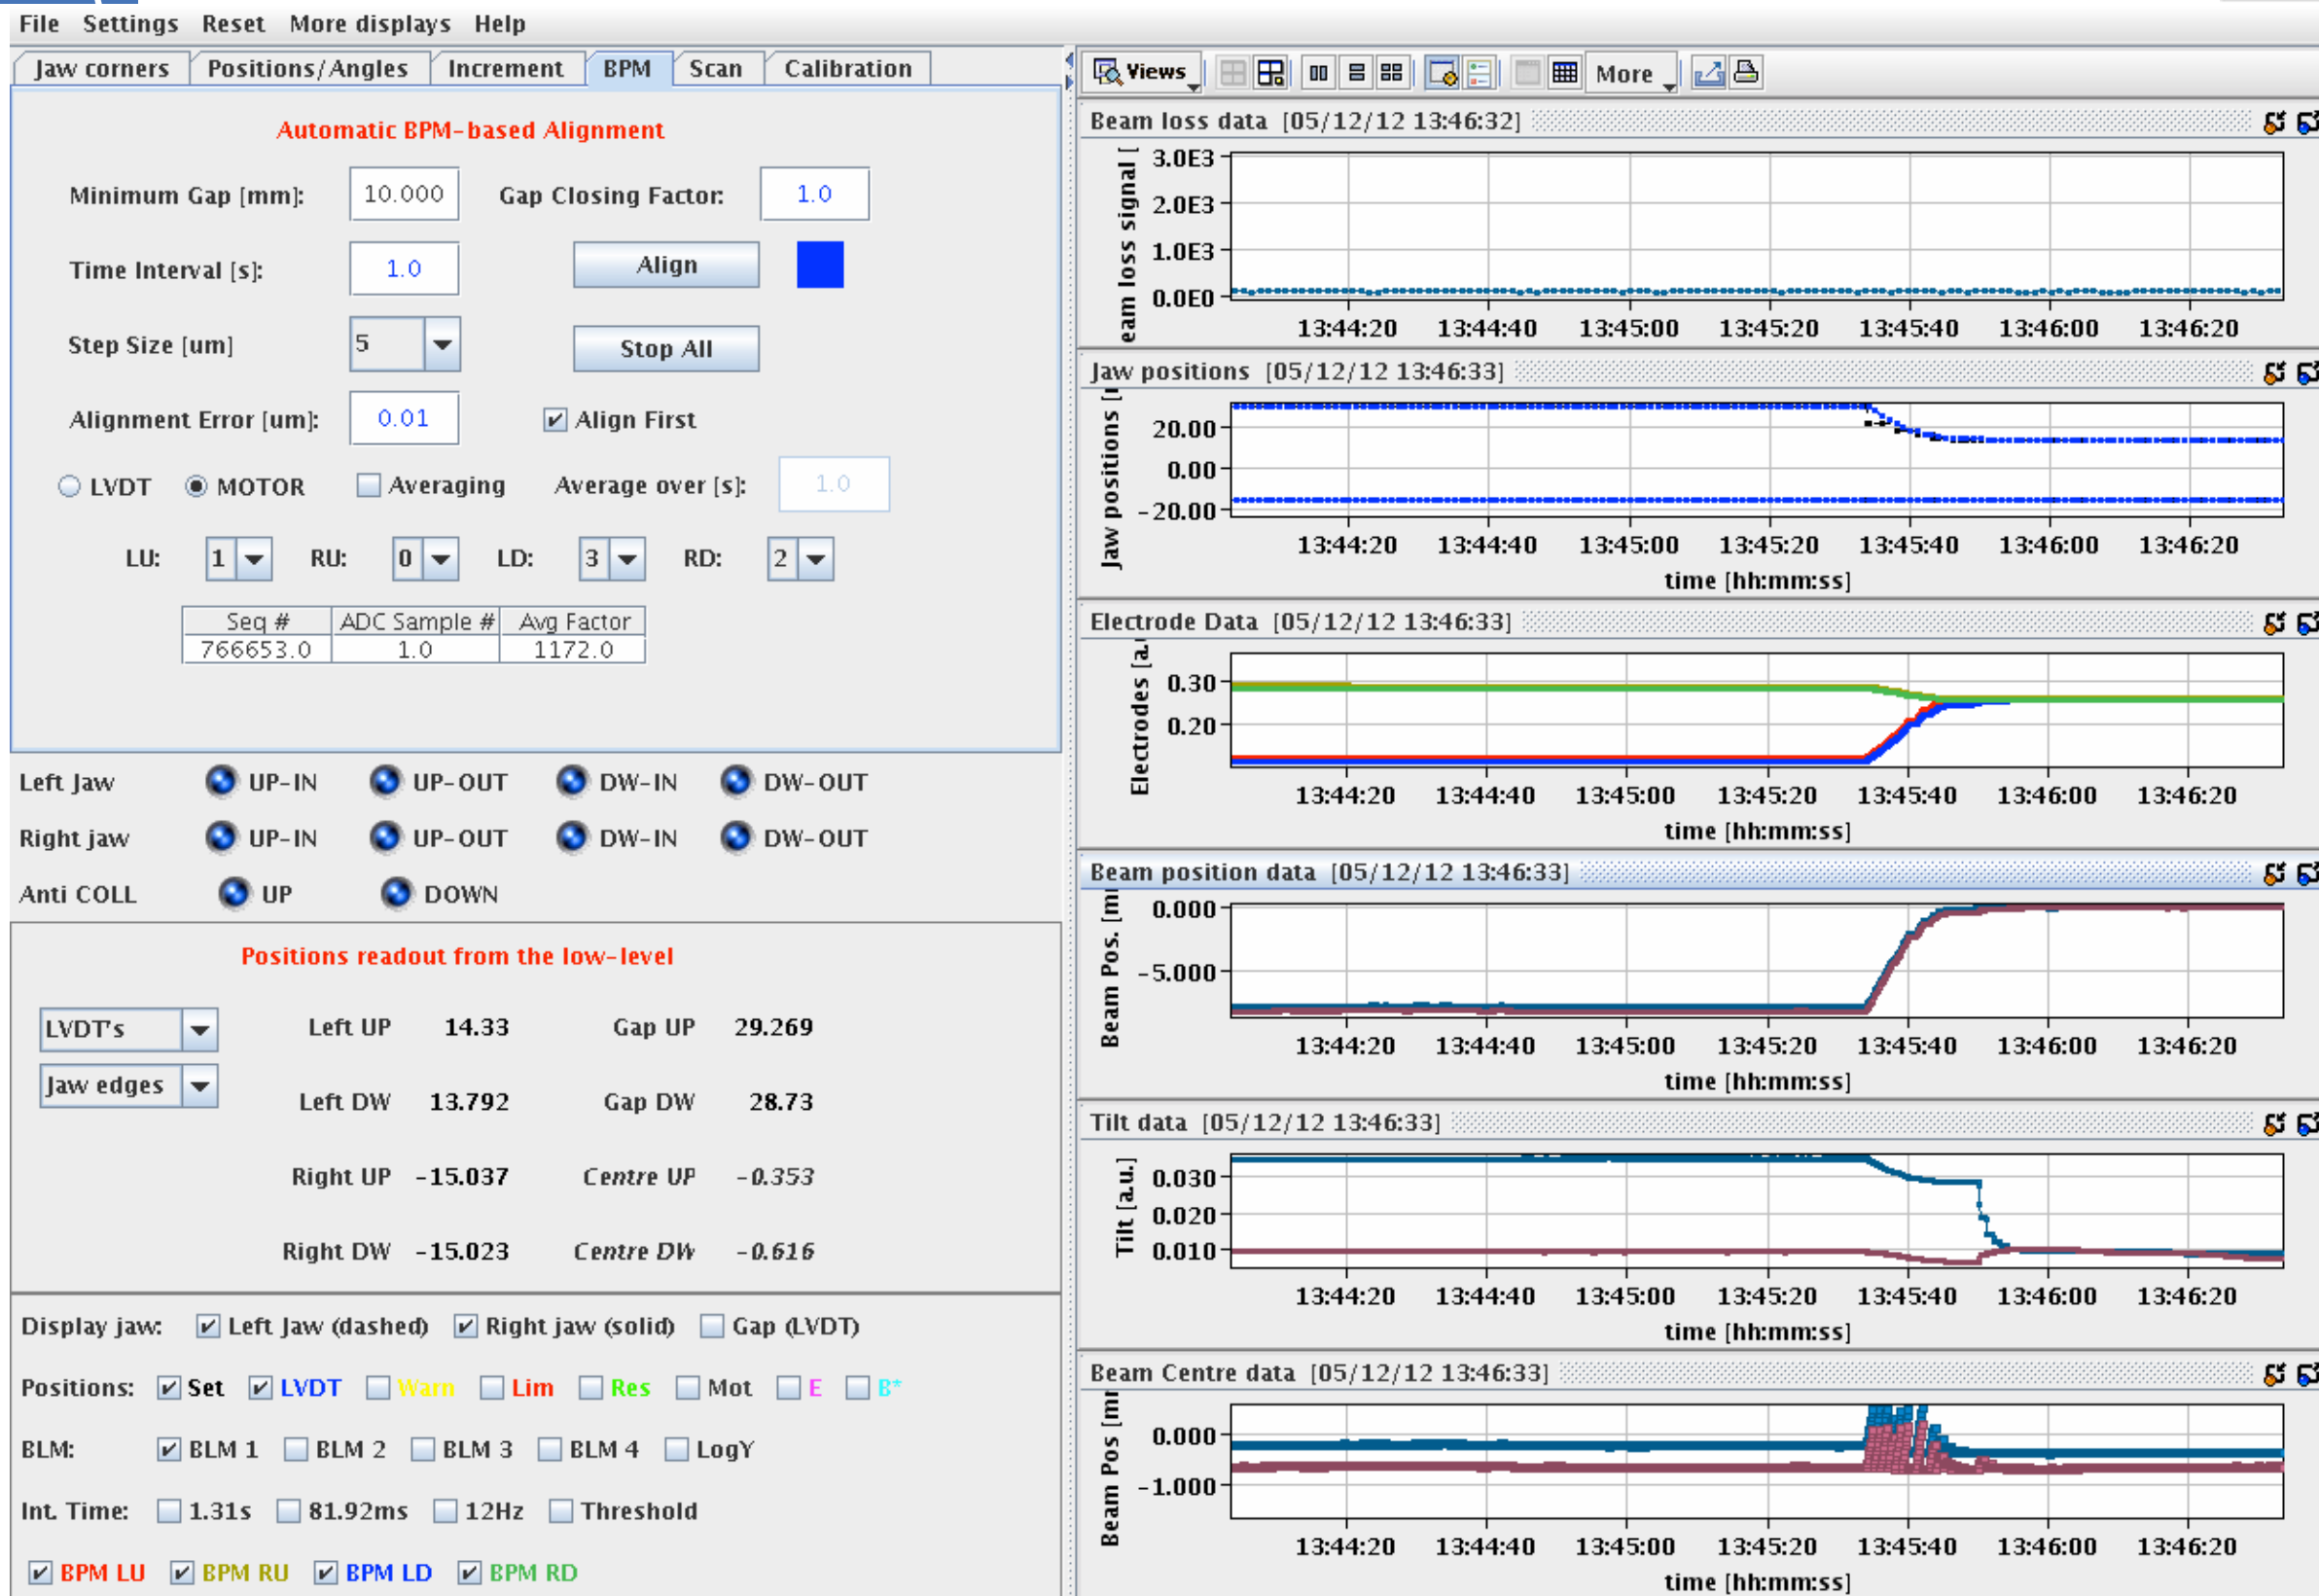 File Settings Reset More displays Help
Jaw corners Positions/Angles Increment BPM Scan Calibration
Automatic BPM-based Alignment
Minimum Gap [mm]: 10.000 Gap Closing Factor: 1.0
Time Interval [s]: 1.0 Align
Step Size [um] 5 Stop All
Alignment Error [um]: 0.01 Align First
LVDT MOTOR Averaging Average over [s]: 1.0
LU: 1 RU: 0 LD: 3 RD: 2
Seq # ADC Sample # Avg Factor
766653.0 1.0 1172.0
Left Jaw UP-IN UP-OUT DW-IN DW-OUT
Right jaw UP-IN UP-OUT DW-IN DW-OUT
Anti COLL UP DOWN
Positions readout from the low-level
LVDT's Left UP 14.33 Gap UP 29.269
Jaw edges
Left DW 13.792 Gap DW 28.73
Right UP -15.037 Centre UP -0.353
Right DW -15.023 Centre DW -0.616
Display jaw: Left Jaw (dashed) Right jaw (solid) Gap (LVDT)
Positions: Set LVDT Warn Lim Res Mot E B*
BLM: BLM 1 BLM 2 BLM 3 BLM 4 LogY
Int. Time: 1.31s 81.92ms 12Hz Threshold
BPM LU BPM RU BPM LD BPM RD
Views More
Beam loss data [05/12/12 13:46:32]
eam loss signal [
3.0E3
2.0E3
1.0E3
0.0E0
13:44:20 13:44:40 13:45:00 13:45:20 13:45:40 13:46:00 13:46:20
Jaw positions [05/12/12 13:46:33]
Jaw positions [
20.00
0.00
-20.00
13:44:20 13:44:40 13:45:00 13:45:20 13:45:40 13:46:00 13:46:20
time [hh:mm:ss]
Electrode Data [05/12/12 13:46:33]
Electrodes [a.
0.30
0.20
13:44:20 13:44:40 13:45:00 13:45:20 13:45:40 13:46:00 13:46:20
time [hh:mm:ss]
Beam position data [05/12/12 13:46:33]
Beam Pos. [m
0.000
-5.000
13:44:20 13:44:40 13:45:00 13:45:20 13:45:40 13:46:00 13:46:20
time [hh:mm:ss]
Tilt data [05/12/12 13:46:33]
Tilt [a.u.]
0.030
0.020
0.010
13:44:20 13:44:40 13:45:00 13:45:20 13:45:40 13:46:00 13:46:20
time [hh:mm:ss]
Beam Centre data [05/12/12 13:46:33]
Beam Pos [m
0.000
-1.000
13:44:20 13:44:40 13:45:00 13:45:20 13:45:40 13:46:00 13:46:20
time [hh:mm:ss]